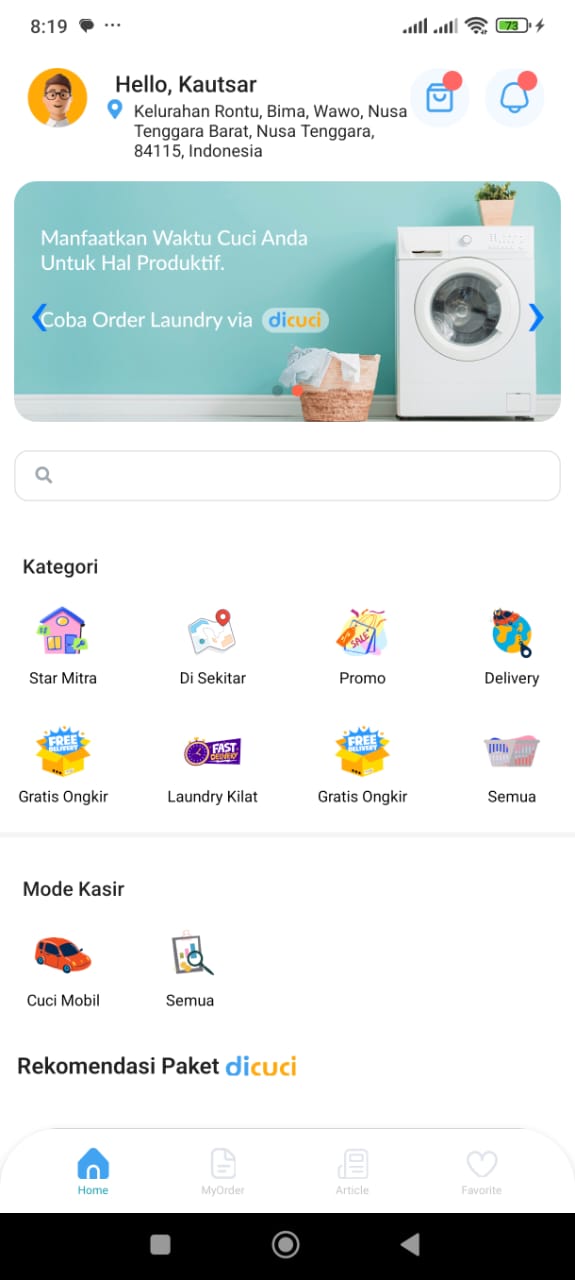 8:19
73
Hello, Kautsar
Kelurahan Rontu, Bima, Wawo, Nusa
Tenggara Barat, Nusa Tenggara,
84115, Indonesia
Manfaatkan Waktu Cuci Anda
Untuk Hal Produktif.
Coba Order Laundry via dicuci
Kategori
SALE
Star Mitra
Di Sekitar
Promo
Delivery
FREE
DELIVERY
FAST
DELIVERY
FREE
DELIVERY
Gratis Ongkir
Laundry Kilat
Gratis Ongkir
Semua
Mode Kasir
Cuci Mobil
Semua
Rekomendasi Paket dicuci
Home
MyOrder
Article
Favorite